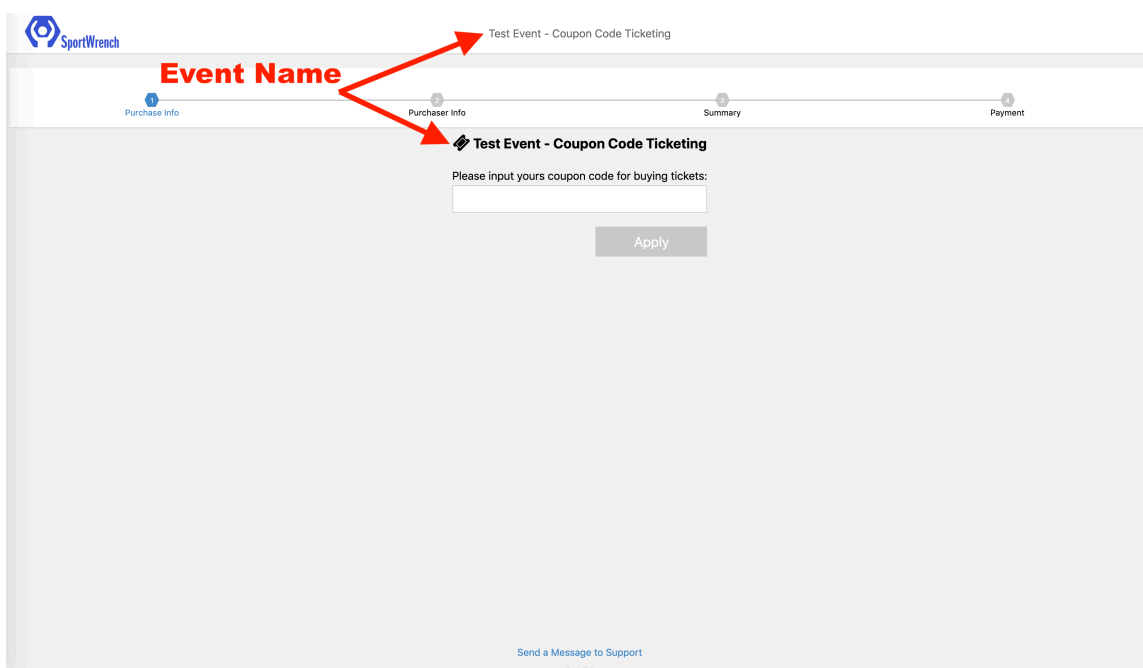 SportWrench
Test Event - Coupon Code Ticketing
Event Name
1
2
3
4
Purchase Info
Purchaser Info
Summary
Payment
Test Event - Coupon Code Ticketing
Please input yours coupon code for buying tickets:
Apply
Send a Message to Support